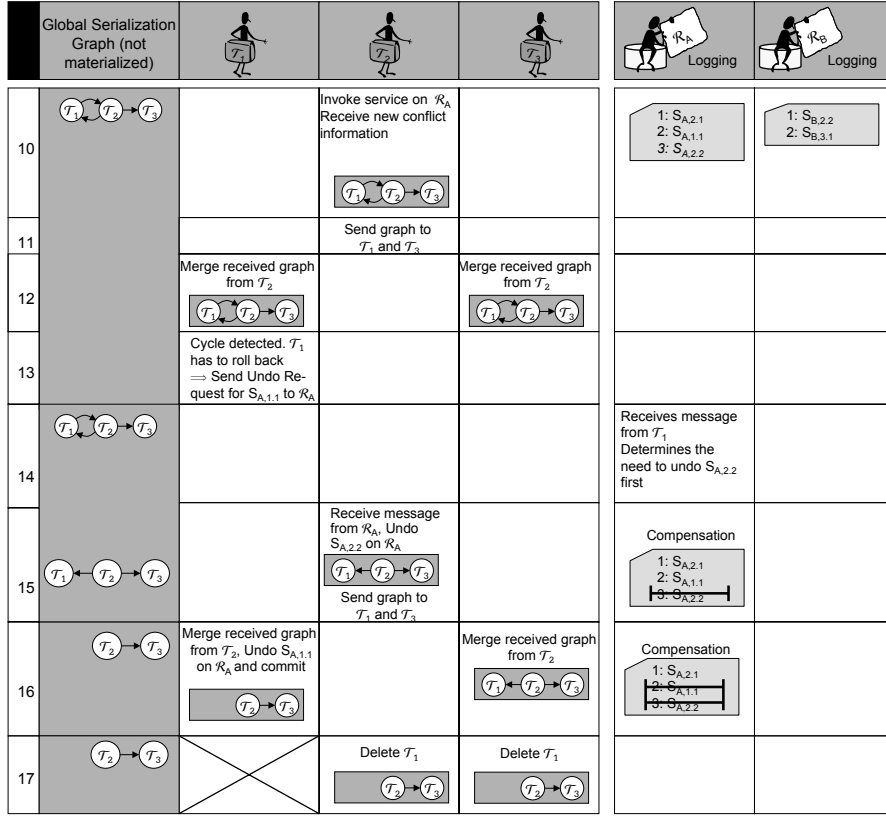 Global Serialization
Graph (not
materialized)
𝒯₁
𝒯₂
𝒯₃
ℛA
Logging
ℛB
Logging
10
𝒯₁ 𝒯₂ 𝒯₃
Invoke service on ℛA
Receive new conflict
information
𝒯₁ 𝒯₂ 𝒯₃
1: SA,2.1
2: SA,1.1
3: SA,2.2
1: SB,2.2
2: SB,3.1
11
Send graph to
𝒯₁ and 𝒯₃
12
Merge received graph
from 𝒯₂
𝒯₁ 𝒯₂ 𝒯₃
Merge received graph
from 𝒯₂
𝒯₁ 𝒯₂ 𝒯₃
13
Cycle detected. 𝒯₁
has to roll back
⟹ Send Undo Re-
quest for SA,1.1 to ℛA
14
𝒯₁ 𝒯₂ 𝒯₃
Receives message
from 𝒯₁
Determines the
need to undo SA,2.2
first
15
𝒯₁ 𝒯₂ 𝒯₃
Receive message
from ℛA, Undo
SA,2.2 on ℛA
𝒯₁ 𝒯₂ 𝒯₃
Send graph to
𝒯₁ and 𝒯₃
Compensation
1: SA,2.1
2: SA,1.1
3: SA,2.2
16
𝒯₂ 𝒯₃
Merge received graph
from 𝒯₂, Undo SA,1.1
on ℛA and commit
𝒯₂ 𝒯₃
Merge received graph
from 𝒯₂
𝒯₁ 𝒯₂ 𝒯₃
Compensation
1: SA,2.1
2: SA,1.1
3: SA,2.2
17
𝒯₂ 𝒯₃
Delete 𝒯₁
𝒯₂ 𝒯₃
Delete 𝒯₁
𝒯₂ 𝒯₃